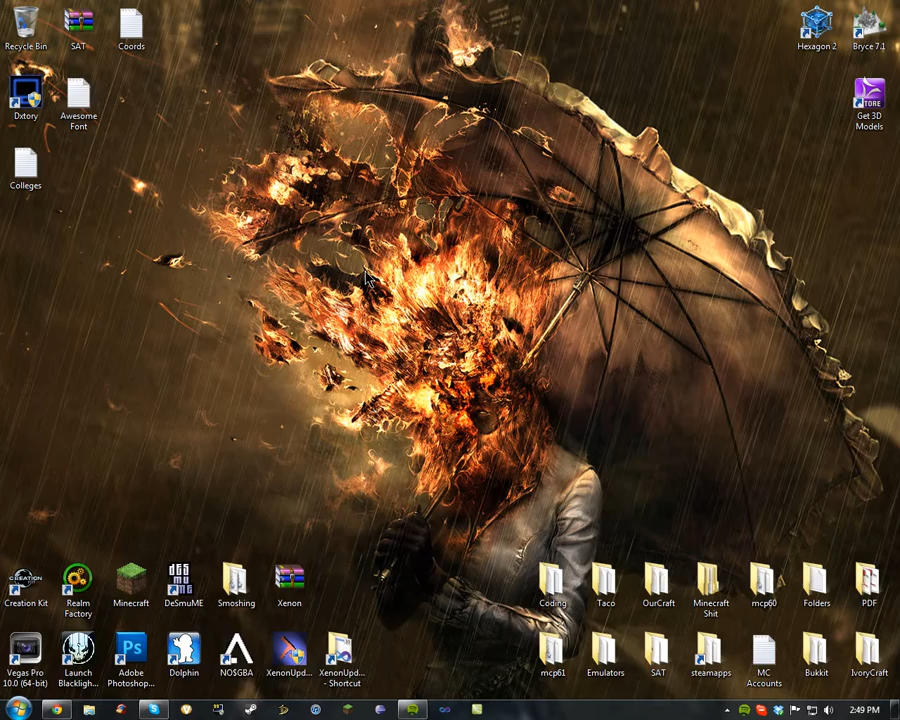 Recycle Bin
SAT
Coords
Hexagon 2
Bryce 7.1
Dxtory
Awesome
Font
TORE
Get 3D
Models
Colleges
CREATION
Creation Kit
Realm
Factory
Minecraft
DeSmuME
Smoshing
Xenon
Coding
Taco
OurCraft
Minecraft
Shit
mcp60
Folders
PDF
Vegas Pro
10.0 (64-bit)
Launch
Blackligh...
Ps
Adobe
Photoshop...
Dolphin
NO$GBA
XenonUpd...
XenonUpd...
- Shortcut
mcp61
Emulators
SAT
steamapps
MC
Accounts
Bukkit
IvoryCraft
2:49 PM